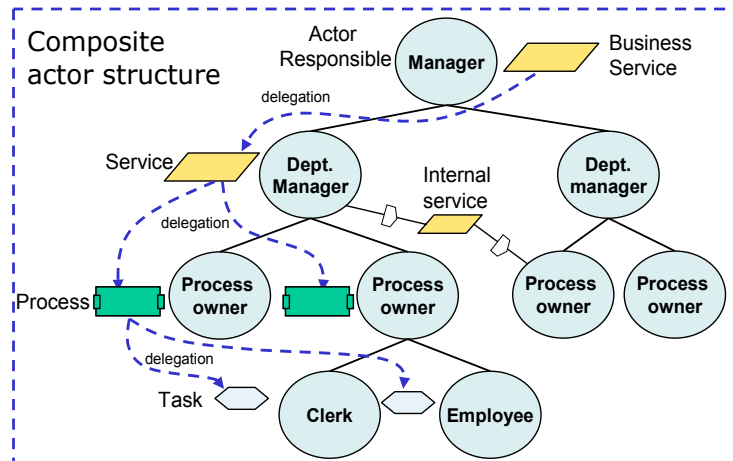 Composite
actor structure
Actor
Responsible
Manager
Business
Service
delegation
Service
Dept.
Manager
Internal
service
Dept.
manager
delegation
Process
Process
owner
Process
owner
Process
owner
Process
owner
delegation
Task
Clerk
Employee